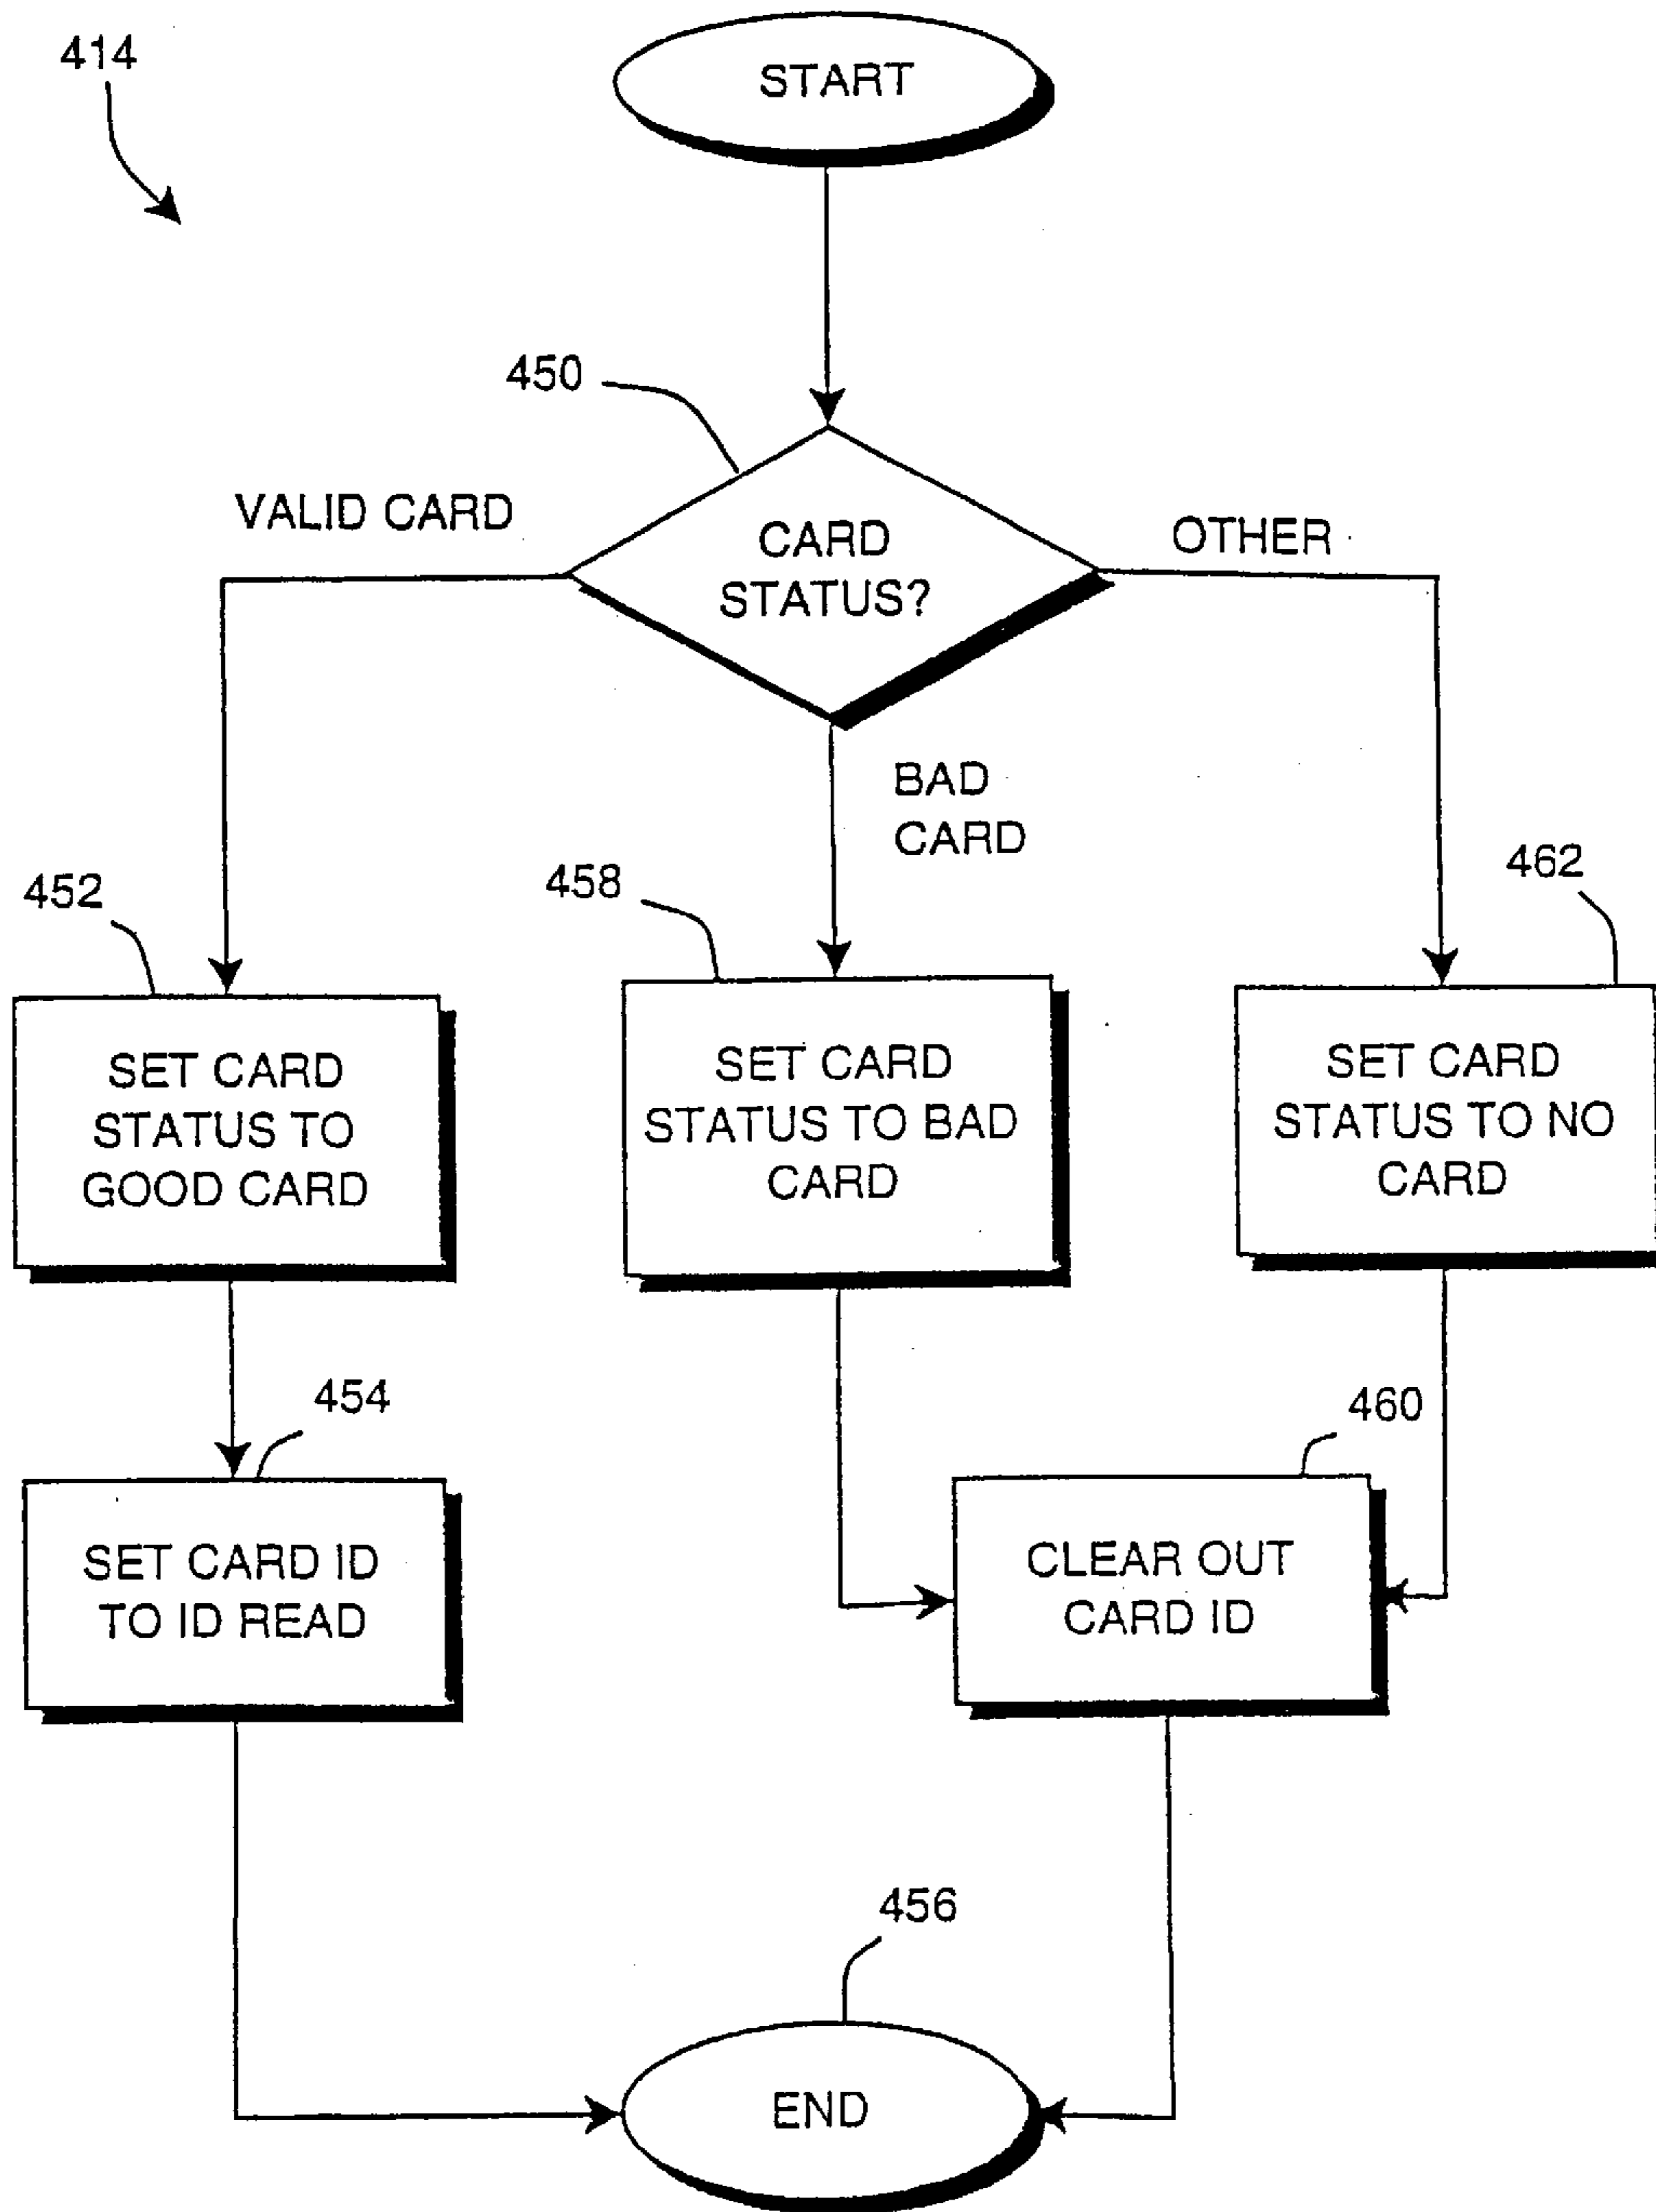 414
START
450
VALID CARD
CARD
STATUS?
OTHER
BAD
CARD
452
458
462
SET CARD
STATUS TO
GOOD CARD
SET CARD
STATUS TO BAD
CARD
SET CARD
STATUS TO NO
CARD
454
460
SET CARD ID
TO ID READ
CLEAR OUT
CARD ID
456
END